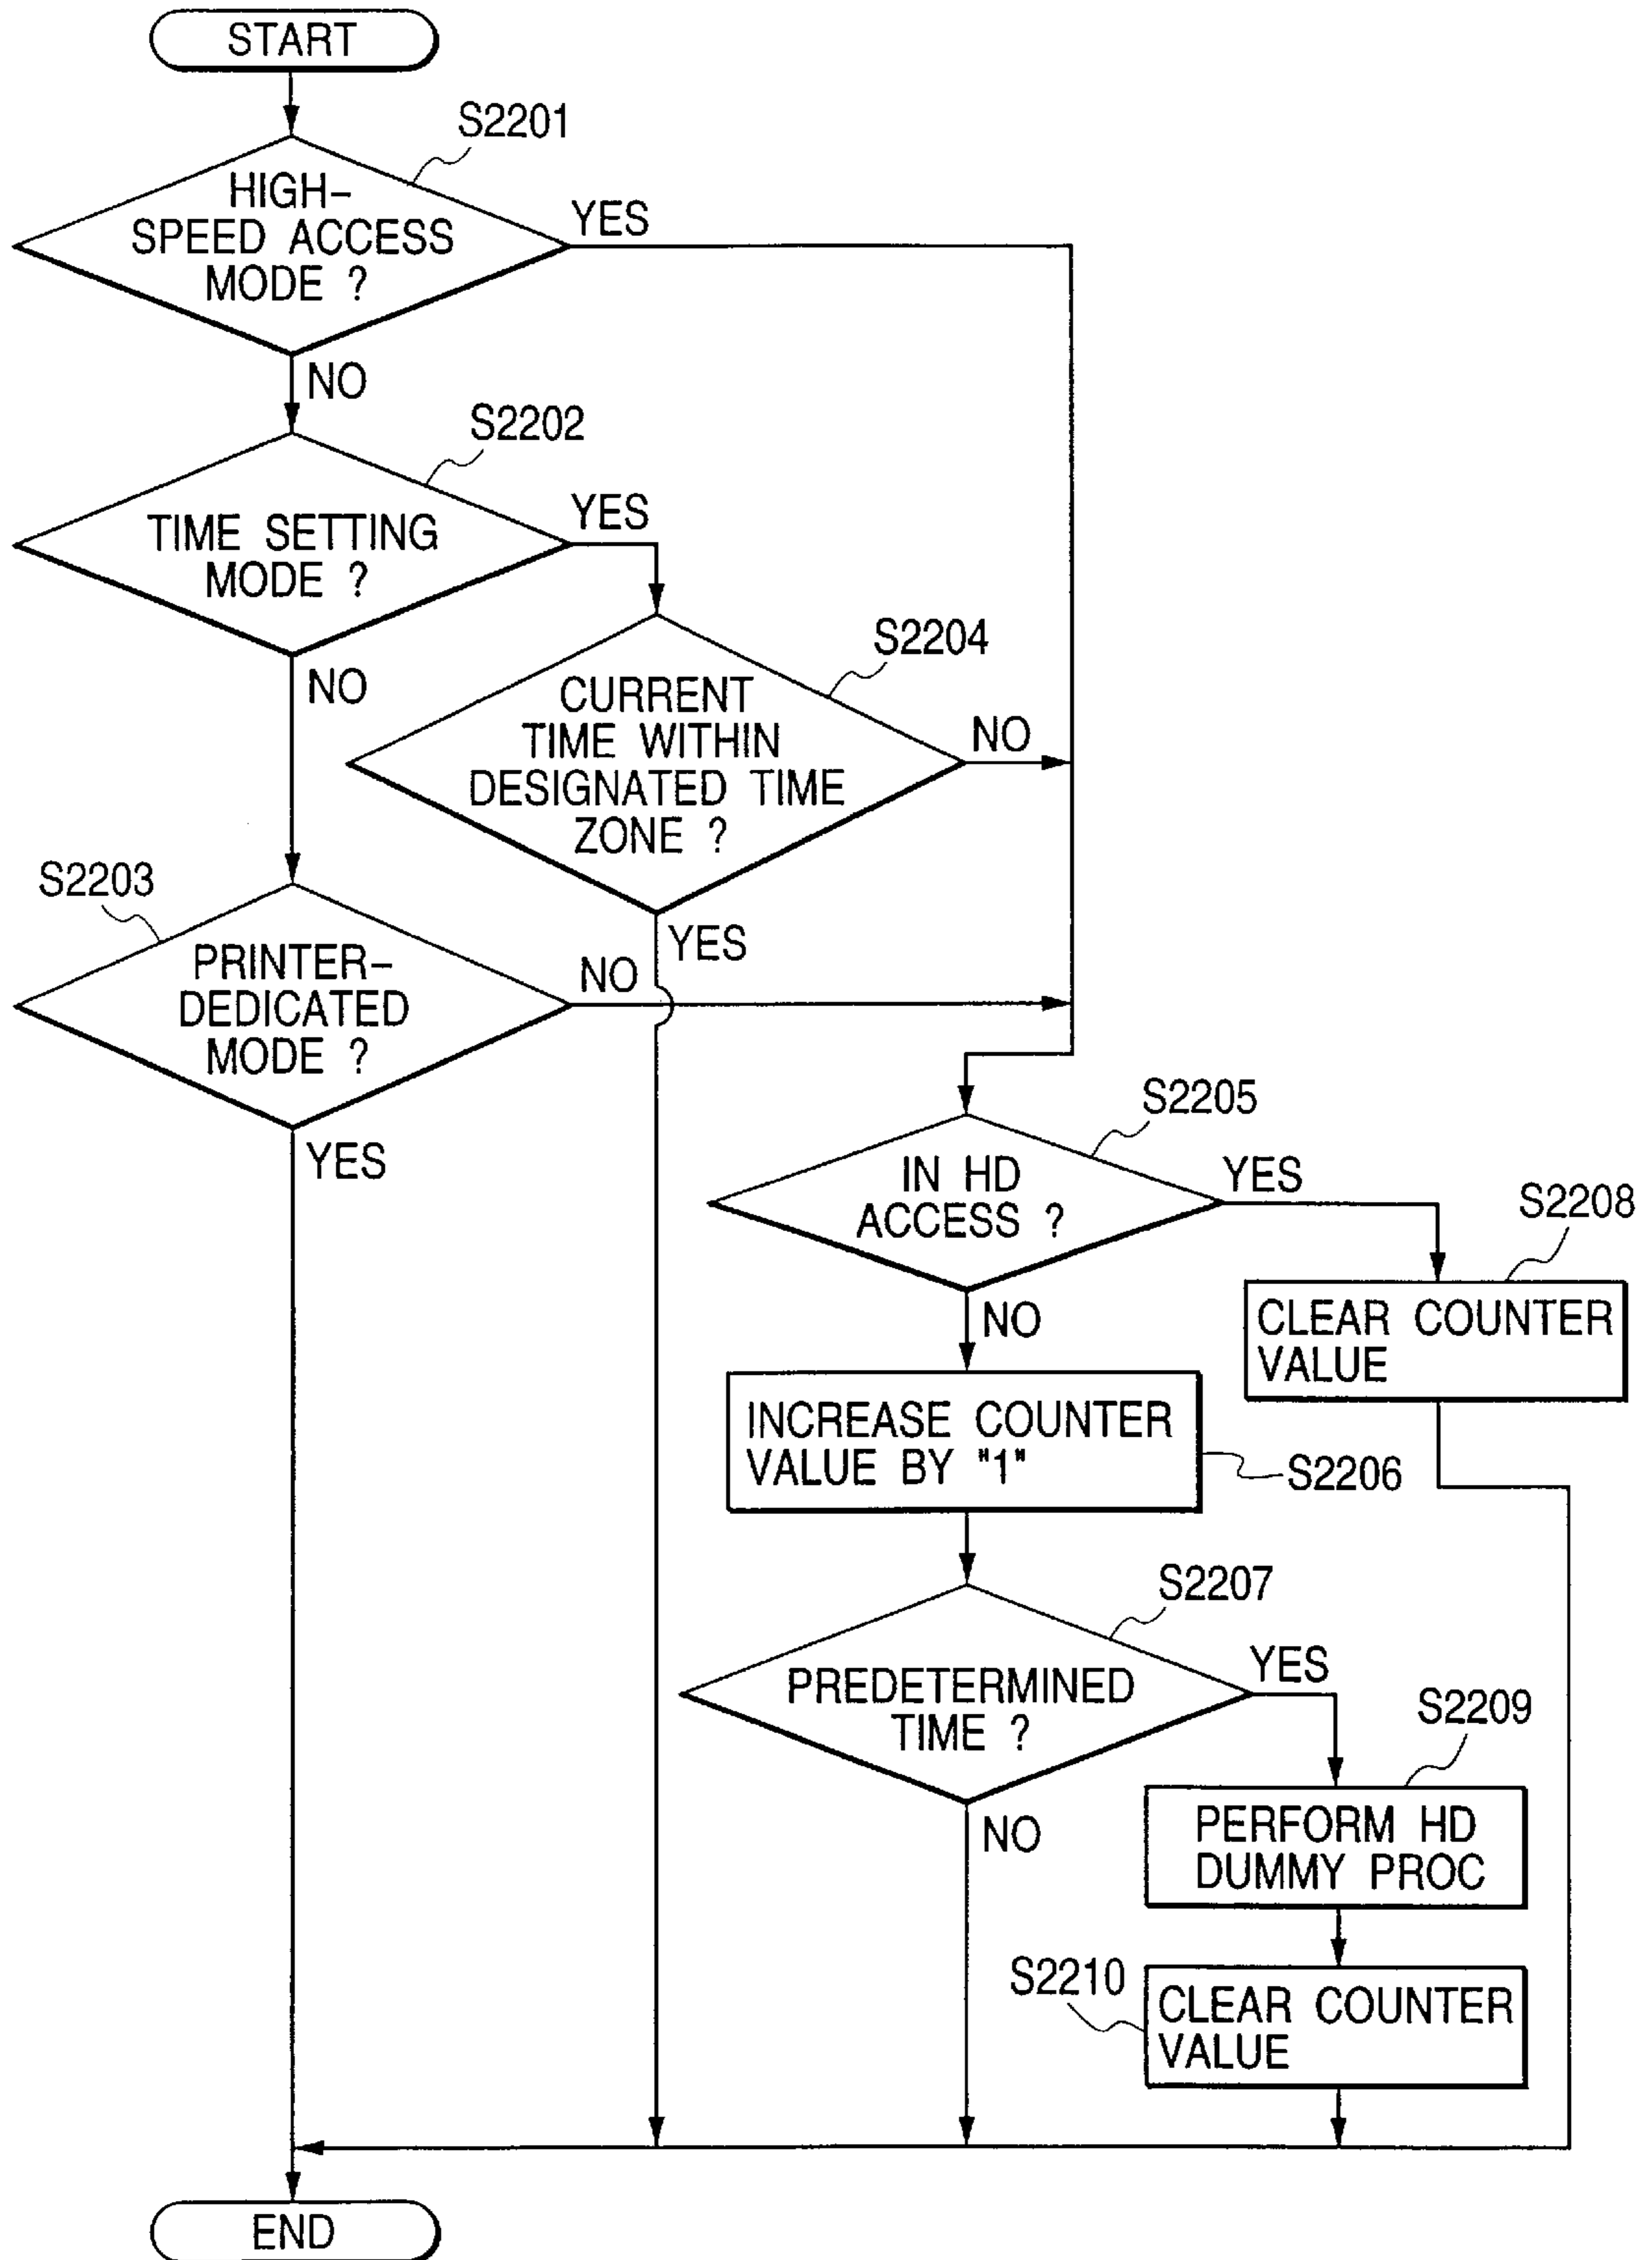 START
S2201
HIGH-
SPEED ACCESS
MODE ?
YES
NO
S2202
TIME SETTING
MODE ?
YES
NO
S2204
CURRENT
TIME WITHIN
DESIGNATED TIME
ZONE ?
NO
YES
S2203
PRINTER-
DEDICATED
MODE ?
NO
YES
S2205
IN HD
ACCESS ?
YES
NO
S2208
CLEAR COUNTER
VALUE
INCREASE COUNTER
VALUE BY "1"
S2206
S2207
PREDETERMINED
TIME ?
YES
NO
S2209
PERFORM HD
DUMMY PROC
S2210
CLEAR COUNTER
VALUE
END